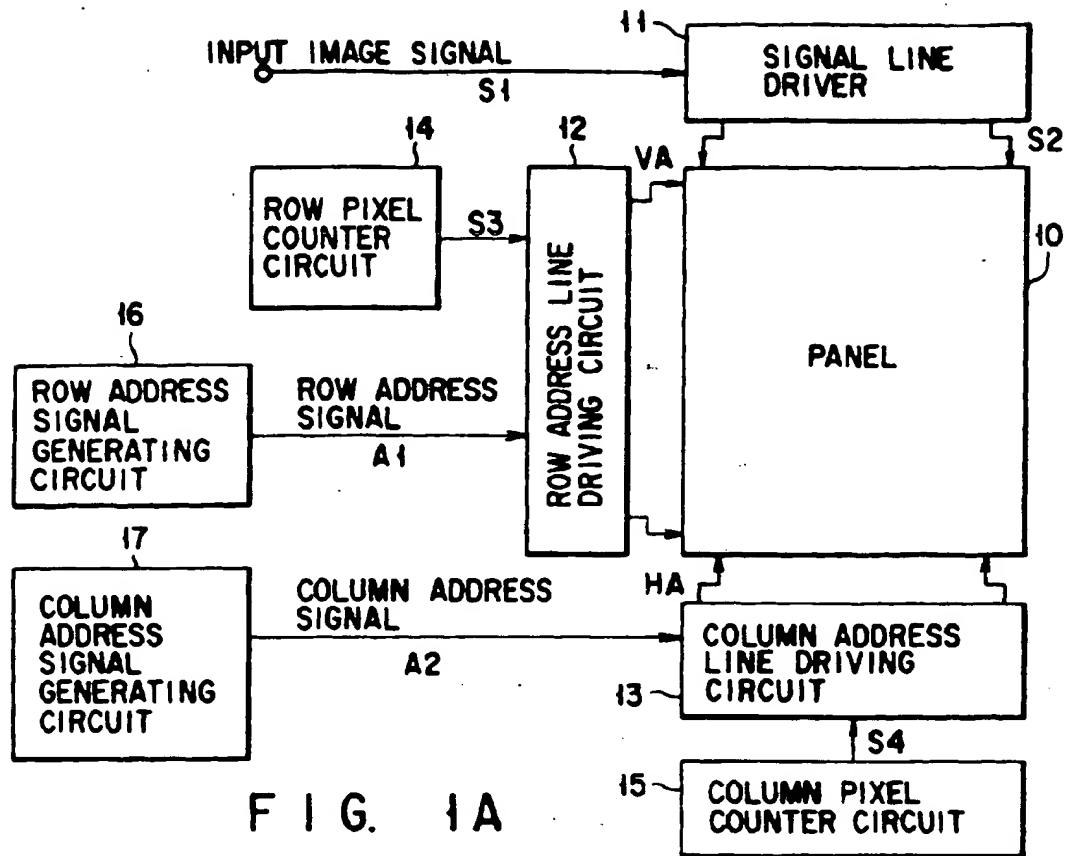 11
SIGNAL LINE
DRIVER
INPUT IMAGE SIGNAL
S1
S2
14
ROW PIXEL
COUNTER
CIRCUIT
S3
12
ROW ADDRESS LINE
DRIVING CIRCUIT
VA
10
PANEL
16
ROW ADDRESS
SIGNAL
GENERATING
CIRCUIT
ROW ADDRESS
SIGNAL
A1
17
COLUMN
ADDRESS
SIGNAL
GENERATING
CIRCUIT
COLUMN ADDRESS
SIGNAL
A2
HA
COLUMN ADDRESS
LINE DRIVING
CIRCUIT
13
S4
15
COLUMN PIXEL
COUNTER CIRCUIT
FIG. 1A